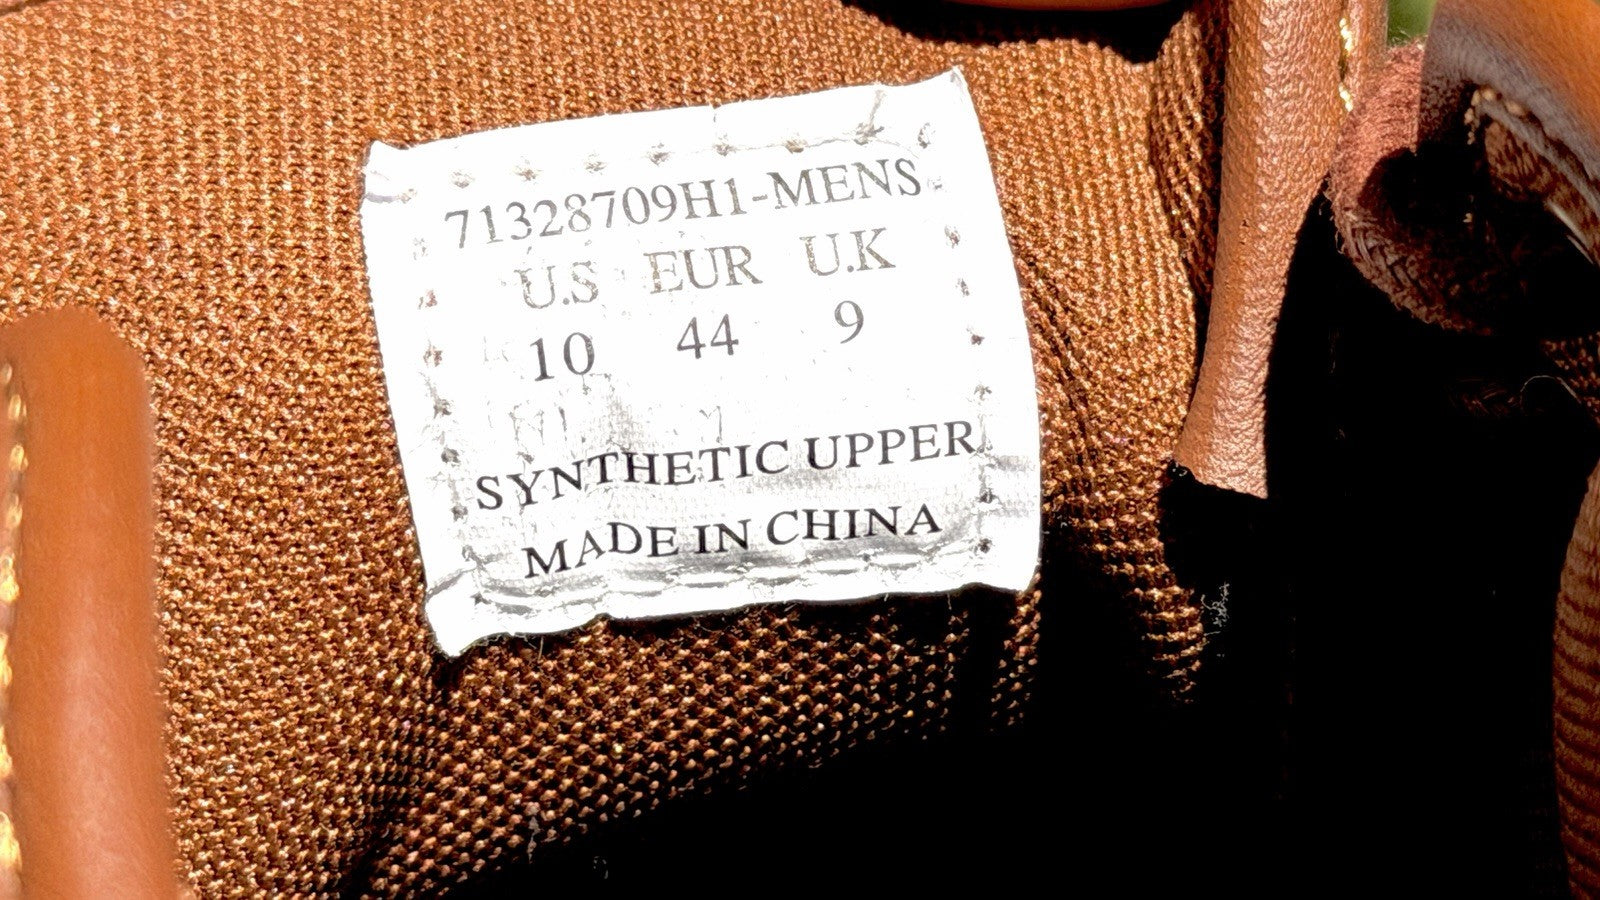 71328709H1-MENS
U.S EUR U.K
10 44 9
SYNTHETIC UPPER
MADE IN CHINA